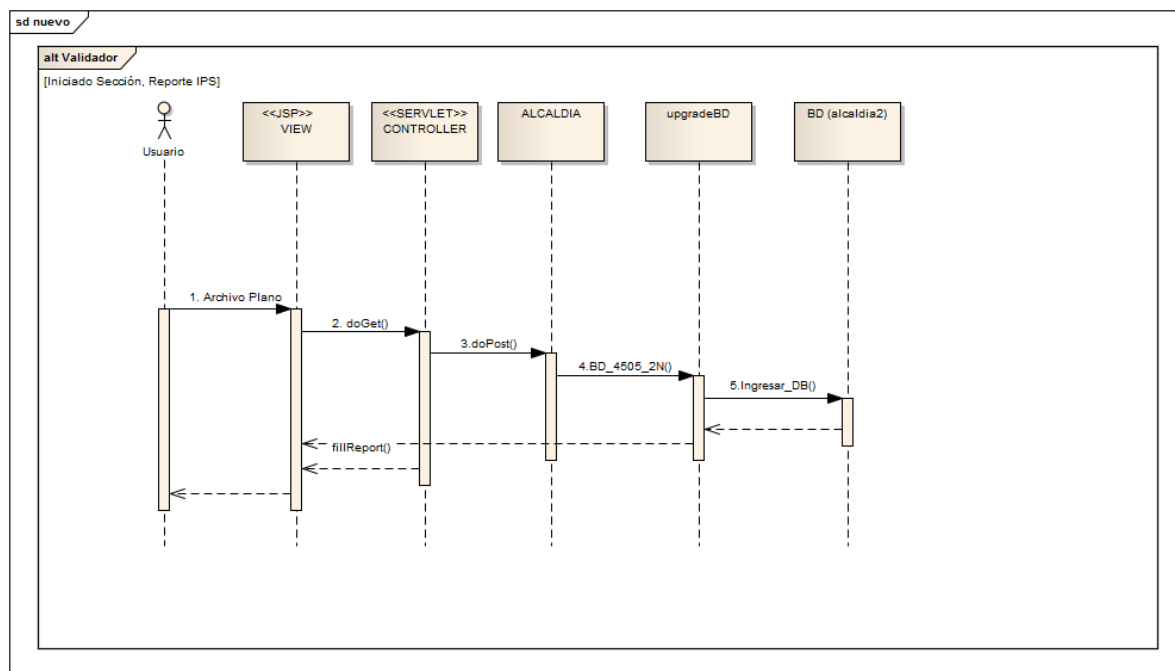 sd nuevo
alt Validador
[Iniciado Sección, Reporte IPS]
Usuario
<<JSP>>
VIEW
<<SERVLET>>
CONTROLLER
ALCALDIA
upgradeBD
BD (alcaldia2)
1. Archivo Plano
2. doGet()
3.doPost()
4.BD_4505_2N()
5.Ingresar_DB()
fillReport()